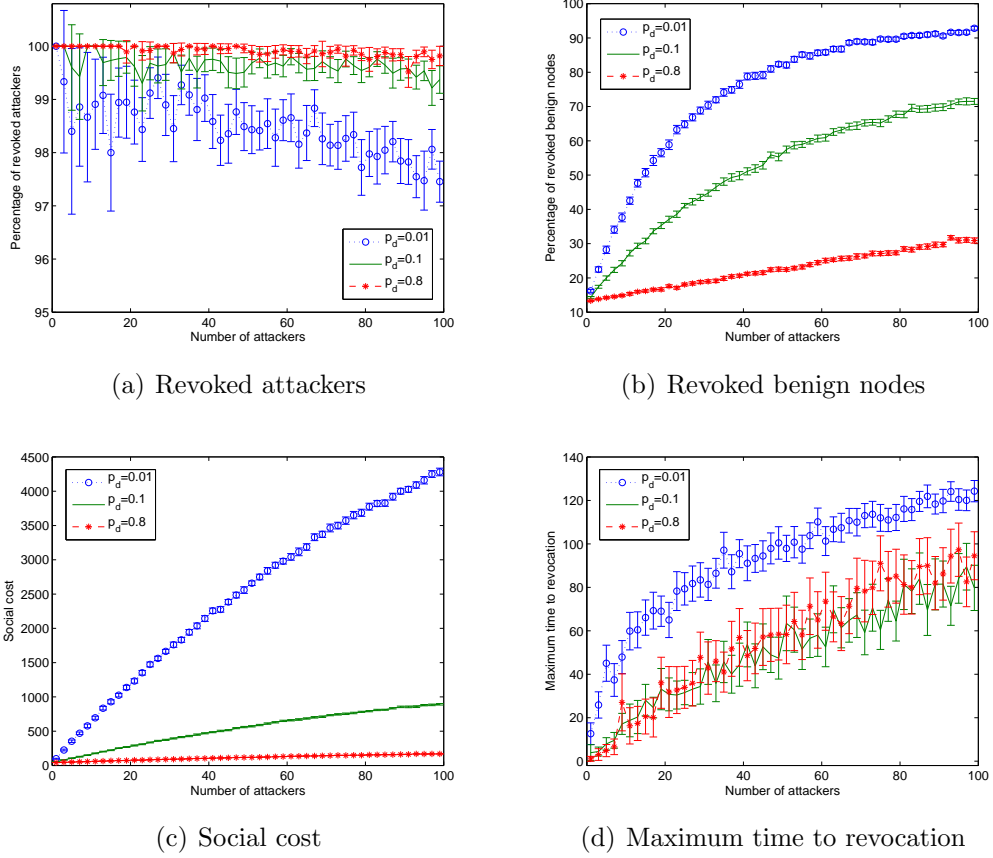 100
99
98
97
96
95
Percentage of revoked attackers
0 20 40 60 80 100
Number of attackers
p_d=0.01
p_d=0.1
p_d=0.8
(a) Revoked attackers
100
90
80
70
60
50
40
30
20
10
Percentage of revoked benign nodes
0 20 40 60 80 100
Number of attackers
p_d=0.01
p_d=0.1
p_d=0.8
(b) Revoked benign nodes
4500
4000
3500
3000
2500
2000
1500
1000
500
0
Social cost
0 20 40 60 80 100
Number of attackers
p_d=0.01
p_d=0.1
p_d=0.8
(c) Social cost
140
120
100
80
60
40
20
0
Maximum time to revocation
0 20 40 60 80 100
Number of attackers
p_d=0.01
p_d=0.1
p_d=0.8
(d) Maximum time to revocation